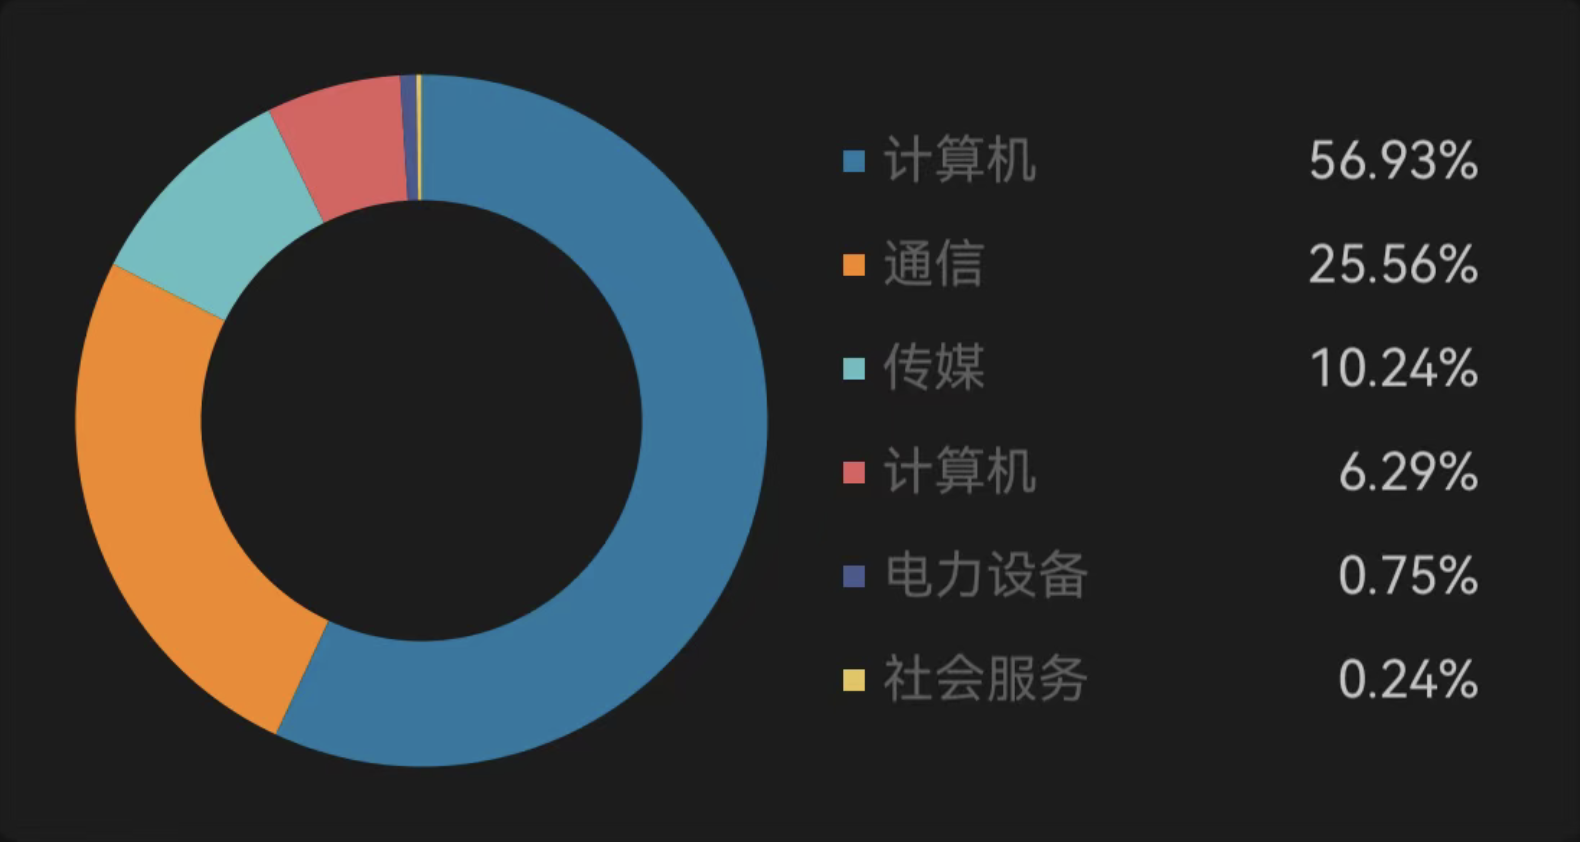 计算机 56.93%
通信 25.56%
传媒 10.24%
计算机 6.29%
电力设备 0.75%
社会服务 0.24%